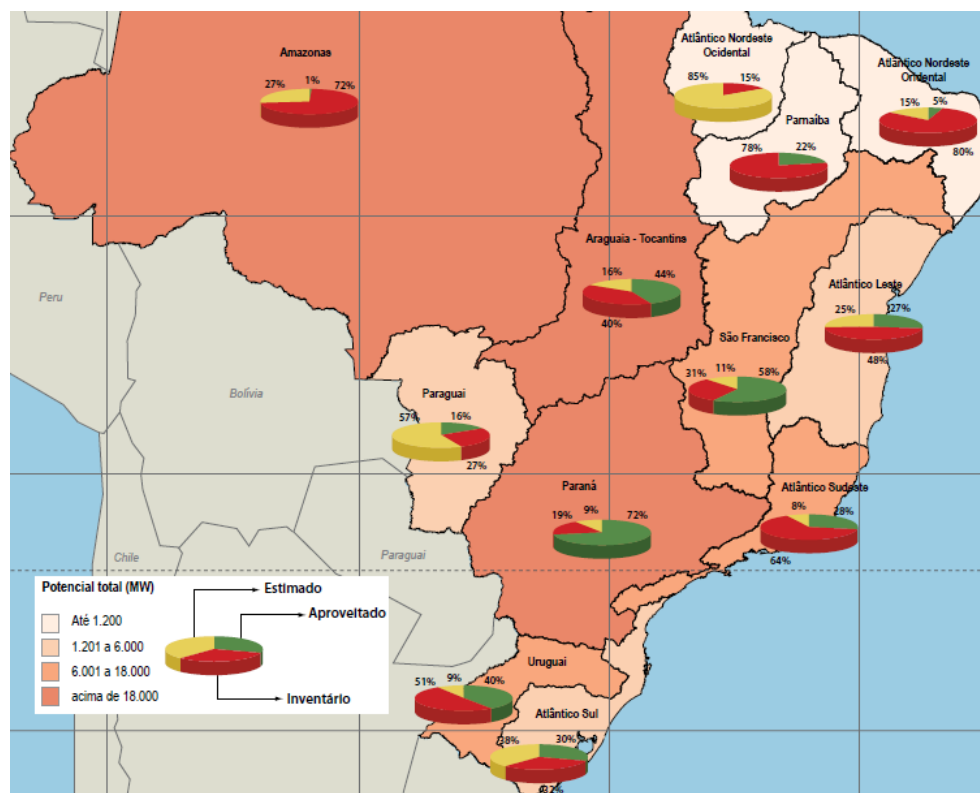 Amazonas
27%
1%
72%
Atlântico Nordeste
Ocidental
85%
15%
Atlântico Nordeste
Oridental
15%
5%
80%
Parnaíba
78%
22%
Araguaia - Tocantins
16%
44%
40%
Atlântico Leste
25%
27%
48%
São Francisco
31%
11%
58%
Peru
Bolívia
Paraguai
57%
16%
27%
Paraná
19%
9%
72%
Atlântico Sudeste
8%
28%
64%
Chile
Paraguai
Potencial total (MW)
Até 1.200
1.201 a 6.000
6.001 a 18.000
acima de 18.000
Estimado
Aproveitado
Inventário
Uruguai
51%
9%
40%
Atlântico Sul
38%
30%
32%